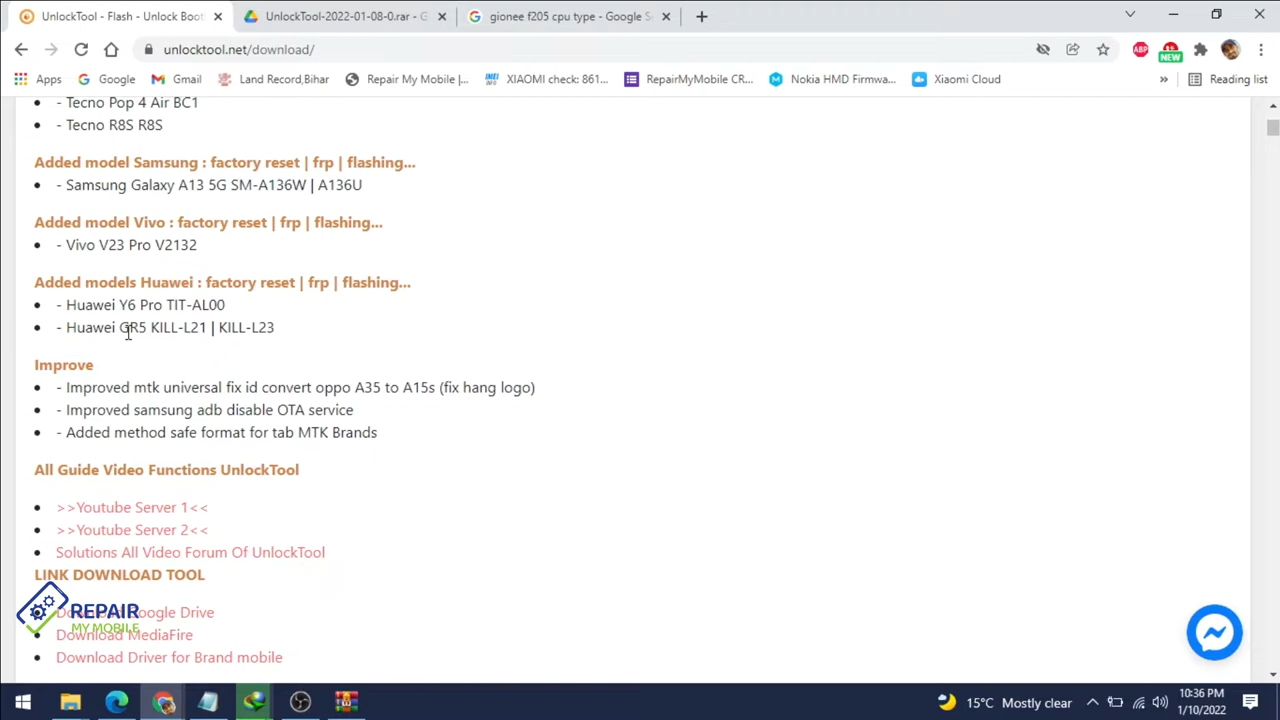 UnlockTool - Flash - Unlock Boot
UnlockTool-2022-01-08-0.rar - G
gionee f205 cpu type - Google S
unlocktool.net/download/
ABP
NEW
Apps
Google
Gmail
Land Record,Bihar
Repair My Mobile |...
XIAOMI check: 861...
RepairMyMobile CR...
Nokia HMD Firmwa...
Xiaomi Cloud
»
Reading list
• - Tecno Pop 4 Air BC1
• - Tecno R8S R8S
Added model Samsung : factory reset | frp | flashing...
• - Samsung Galaxy A13 5G SM-A136W | A136U
Added model Vivo : factory reset | frp | flashing...
• - Vivo V23 Pro V2132
Added models Huawei : factory reset | frp | flashing...
• - Huawei Y6 Pro TIT-AL00
• - Huawei GR5 KILL-L21 | KILL-L23
Improve
• - Improved mtk universal fix id convert oppo A35 to A15s (fix hang logo)
• - Improved samsung adb disable OTA service
• - Added method safe format for tab MTK Brands
All Guide Video Functions UnlockTool
• >>Youtube Server 1<<
• >>Youtube Server 2<<
• Solutions All Video Forum Of UnlockTool
LINK DOWNLOAD TOOL
• Download Google Drive
• Download MediaFire
• Download Driver for Brand mobile
REPAIR
MY MOBILE
15°C Mostly clear
10:36 PM
1/10/2022